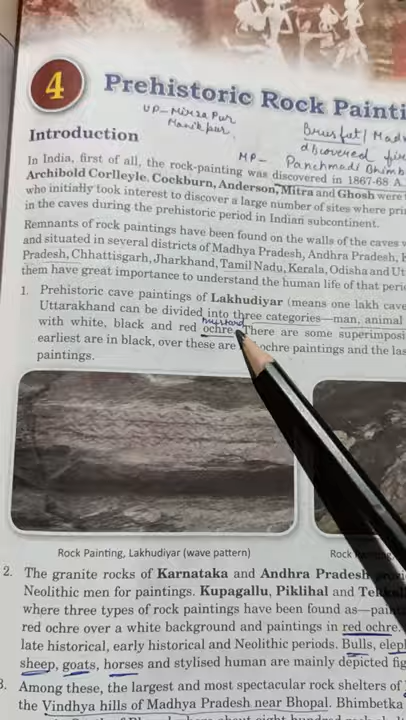 4
Prehistoric Rock Painti
UP-Mirzapur
Manikpur
MP-
Panchmadi Bhimb
Introduction
In India, first of all, the rock-painting was discovered in 1867-68 A.
Archibold Corlleyle. Cockburn, Anderson, Mitra and Ghosh were
who initially took interest to discover a large number of sites where pri
in the caves during the prehistoric period in Indian subcontinent.
Remnants of rock paintings have been found on the walls of the caves
and situated in several districts of Madhya Pradesh, Andhra Pradesh,
Pradesh, Chhattisgarh, Jharkhand, Tamil Nadu, Kerala, Odisha and Ut
them have great importance to understand the human life of that peri
1. Prehistoric cave paintings of Lakhudiyar (means one lakh cave
Uttarakhand can be divided into three categories—man, animal
mustard
with white, black and red ochre. There are some superimposi
earliest are in black, over these are ochre paintings and the las
paintings.
Rock Painting, Lakhudiyar (wave pattern)
Rock
2. The granite rocks of Karnataka and Andhra Pradesh
Neolithic men for paintings. Kupagallu, Piklihal and
where three types of rock paintings have been found as—pain
red ochre over a white background and paintings in red ochre.
late historical, early historical and Neolithic periods. Bulls, elep
sheep, goats, horses and stylised human are mainly depicted fig
3. Among these, the largest and most spectacular rock shelters of
the Vindhya hills of Madhya Pradesh near Bhopal. Bhimbetka